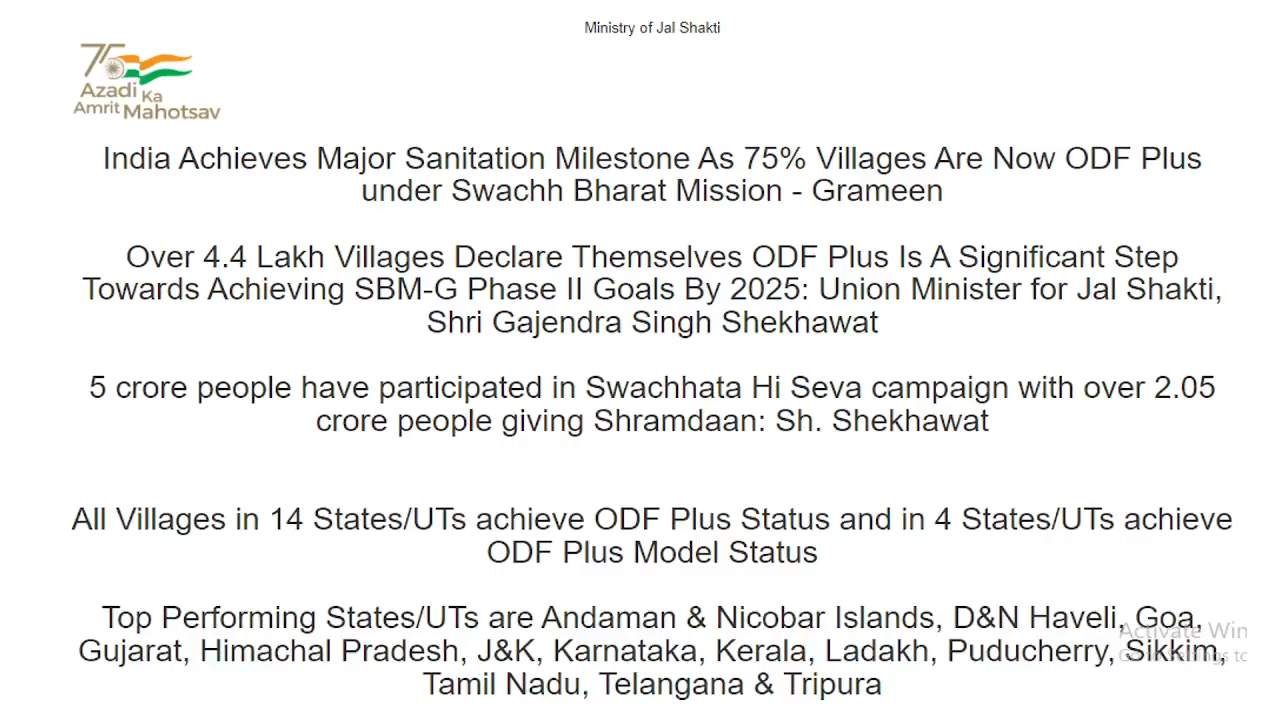 Ministry of Jal Shakti
75
Azadi Ka
Amrit Mahotsav
India Achieves Major Sanitation Milestone As 75% Villages Are Now ODF Plus
under Swachh Bharat Mission - Grameen
Over 4.4 Lakh Villages Declare Themselves ODF Plus Is A Significant Step
Towards Achieving SBM-G Phase II Goals By 2025: Union Minister for Jal Shakti,
Shri Gajendra Singh Shekhawat
5 crore people have participated in Swachhata Hi Seva campaign with over 2.05
crore people giving Shramdaan: Sh. Shekhawat
All Villages in 14 States/UTs achieve ODF Plus Status and in 4 States/UTs achieve
ODF Plus Model Status
Top Performing States/UTs are Andaman & Nicobar Islands, D&N Haveli, Goa,
Gujarat, Himachal Pradesh, J&K, Karnataka, Kerala, Ladakh, Puducherry, Sikkim,
Tamil Nadu, Telangana & Tripura
Activate Win
Go to Settings to